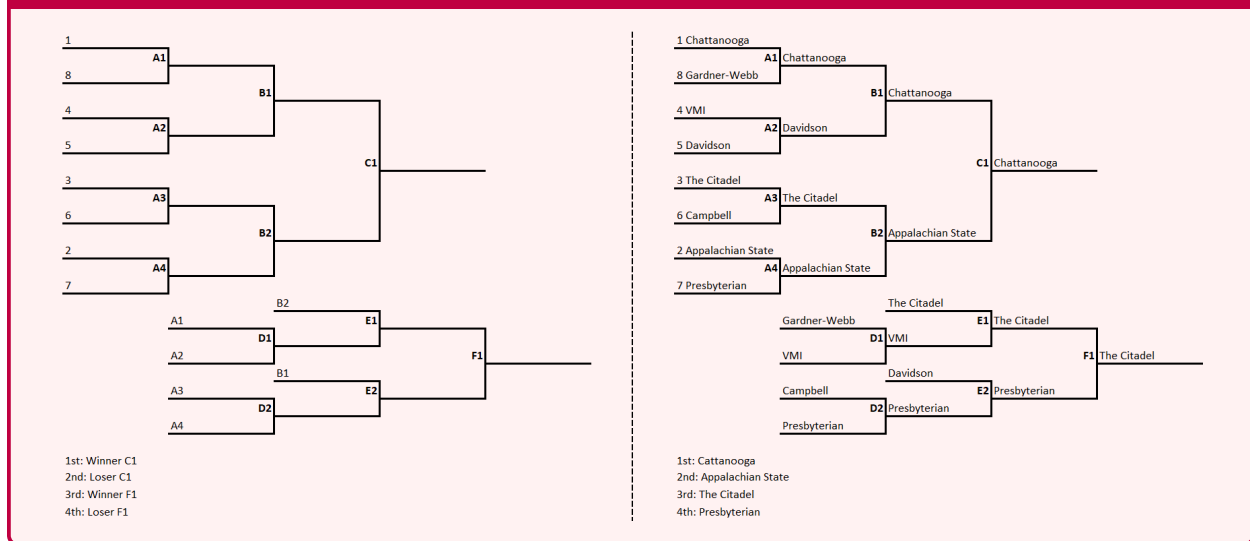 1
A1
8
B1
4
A2
5
C1
3
A3
6
B2
2
A4
7
B2
A1
E1
D1
A2
F1
B1
A3
E2
D2
A4
1st: Winner C1
2nd: Loser C1
3rd: Winner F1
4th: Loser F1
1 Chattanooga
A1 Chattanooga
8 Gardner-Webb
B1 Chattanooga
4 VMI
A2 Davidson
5 Davidson
C1 Chattanooga
3 The Citadel
A3 The Citadel
6 Campbell
B2 Appalachian State
2 Appalachian State
A4 Appalachian State
7 Presbyterian
The Citadel
Gardner-Webb
E1 The Citadel
D1 VMI
VMI
F1 The Citadel
Davidson
Campbell
E2 Presbyterian
D2 Presbyterian
Presbyterian
1st: Cattanooga
2nd: Appalachian State
3rd: The Citadel
4th: Presbyterian